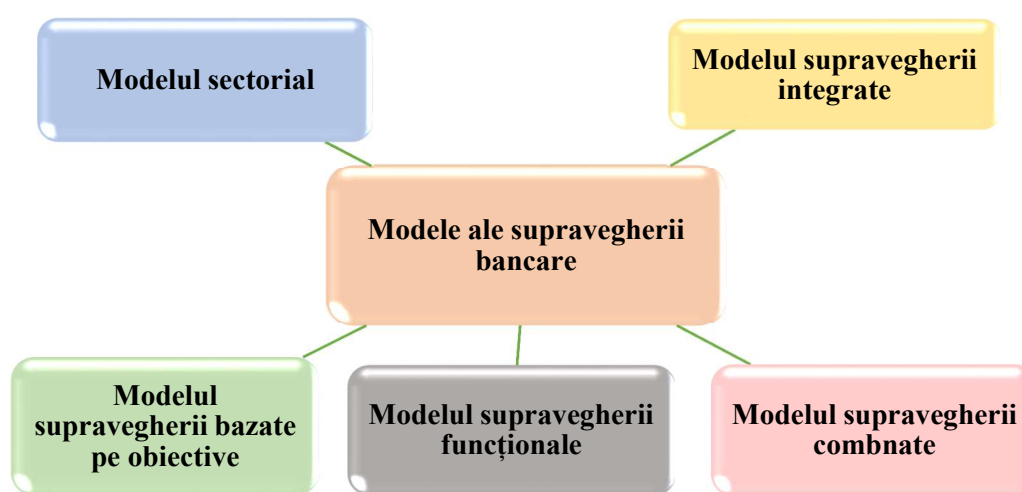 Modelul sectorial
Modelul supravegherii
integrate
Modele ale supravegherii
bancare
Modelul
supravegherii bazate
pe obiective
Modelul supravegherii
funcționale
Modelul supravegherii
combnate